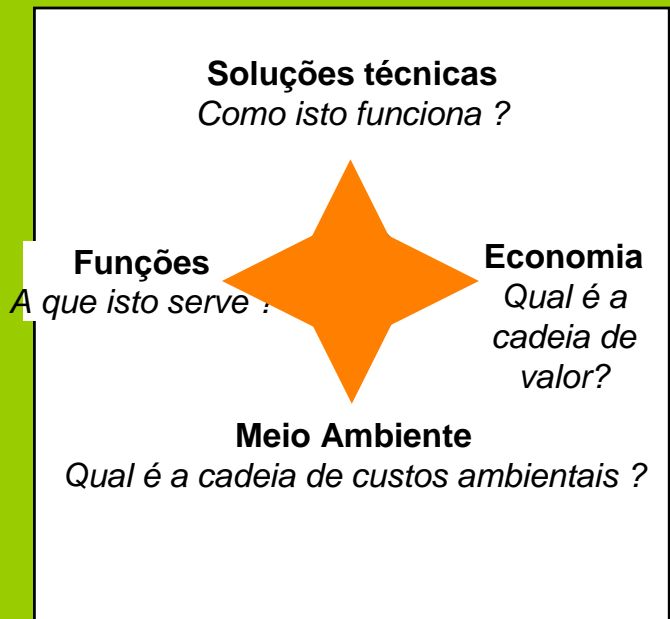 Soluções técnicas
Como isto funciona ?
Funções
A que isto serve ?
Economia
Qual é a
cadeia de
valor?
Meio Ambiente
Qual é a cadeia de custos ambientais ?